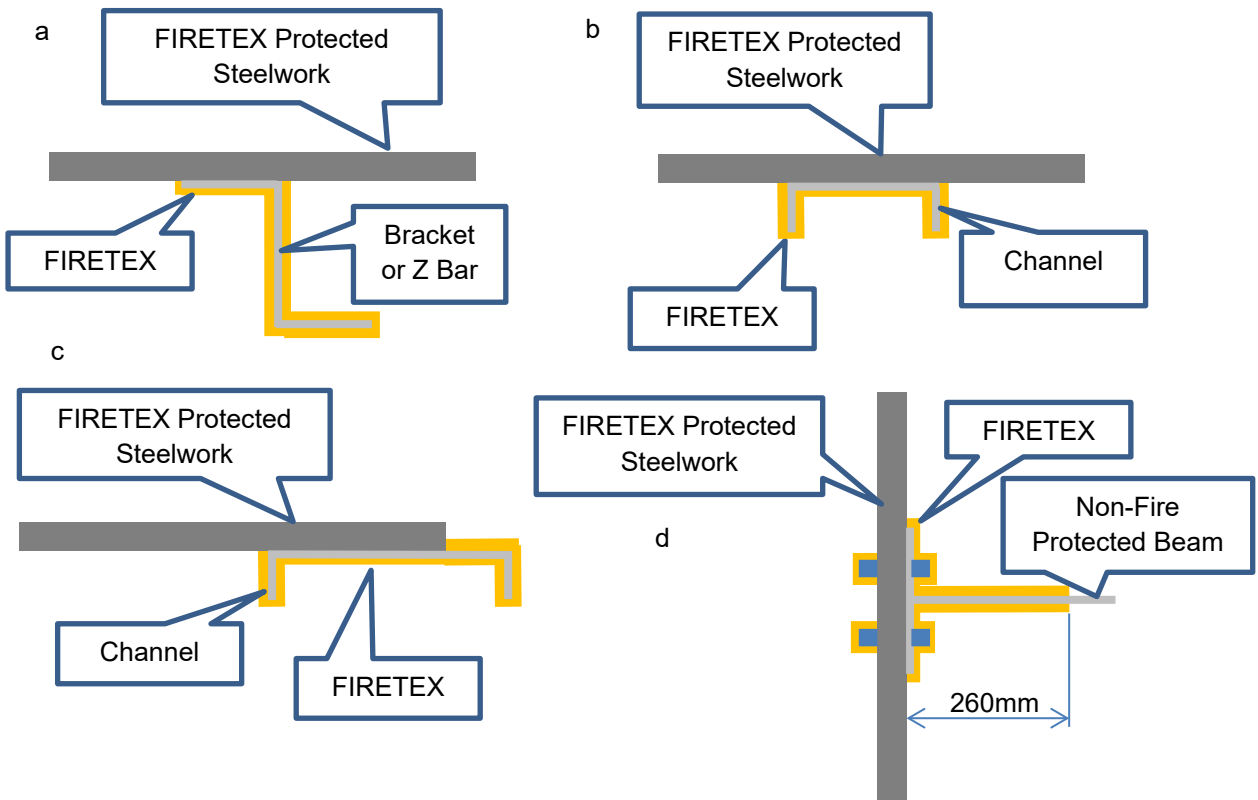 a
FIRETEX Protected
Steelwork
FIRETEX
Bracket
or Z Bar
b
FIRETEX Protected
Steelwork
FIRETEX
Channel
c
FIRETEX Protected
Steelwork
Channel
FIRETEX
d
FIRETEX Protected
Steelwork
FIRETEX
Non-Fire
Protected Beam
260mm